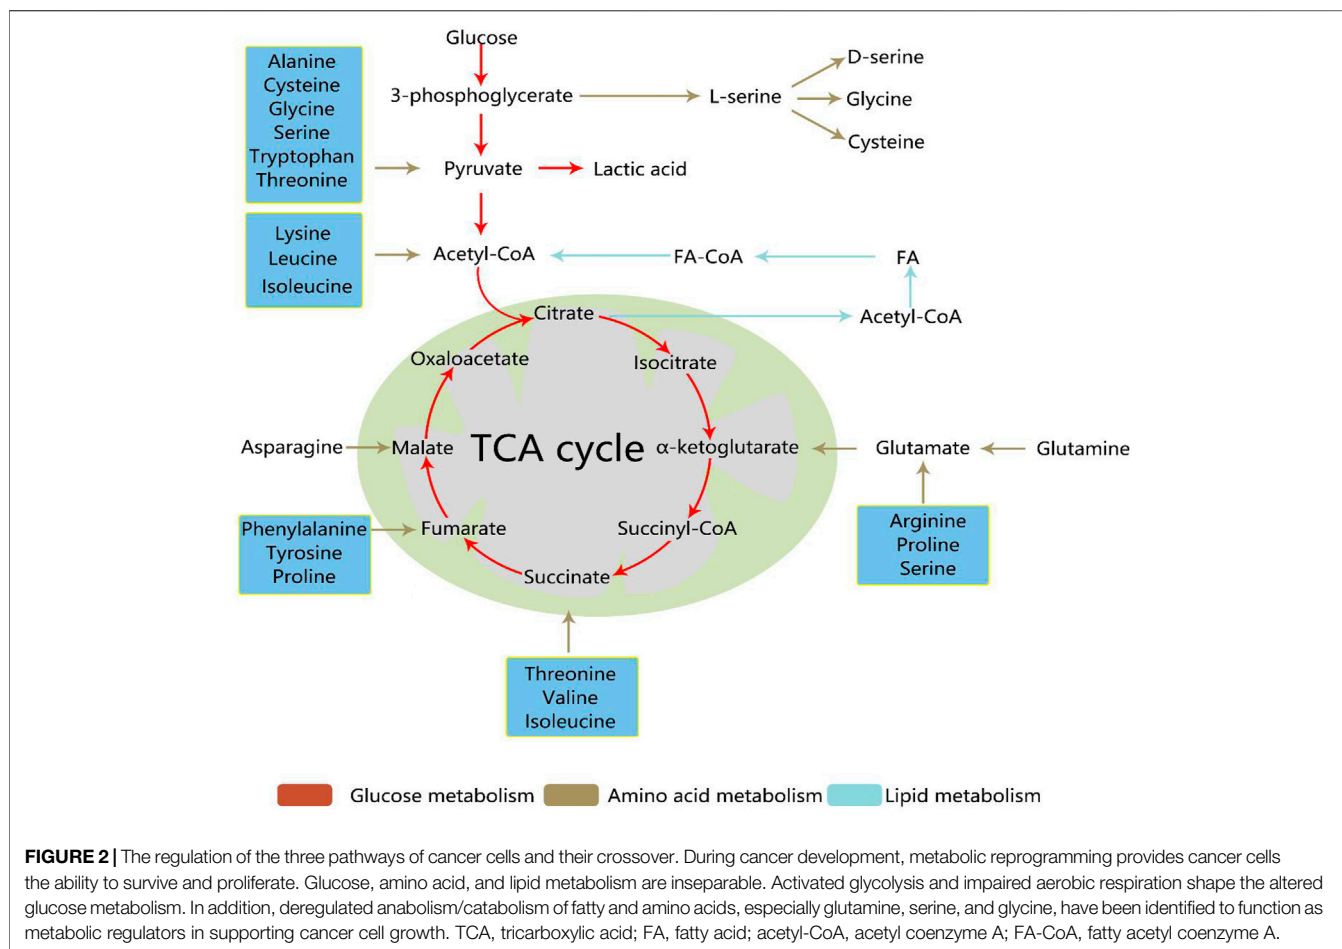 Glucose
Alanine
Cysteine
Glycine
Serine
Tryptophan
Threonine
3-phosphoglycerate
L-serine
D-serine
Glycine
Cysteine
Pyruvate
Lactic acid
Lysine
Leucine
Isoleucine
Acetyl-CoA
FA-CoA
FA
Citrate
Acetyl-CoA
Oxaloacetate
Isocitrate
Asparagine
Malate
TCA cycle
α-ketoglutarate
Glutamate
Glutamine
Phenylalanine
Tyrosine
Proline
Fumarate
Succinyl-CoA
Arginine
Proline
Serine
Succinate
Threonine
Valine
Isoleucine
Glucose metabolism
Amino acid metabolism
Lipid metabolism
FIGURE 2 | The regulation of the three pathways of cancer cells and their crossover. During cancer development, metabolic reprogramming provides cancer cells
the ability to survive and proliferate. Glucose, amino acid, and lipid metabolism are inseparable. Activated glycolysis and impaired aerobic respiration shape the altered
glucose metabolism. In addition, deregulated anabolism/catabolism of fatty and amino acids, especially glutamine, serine, and glycine, have been identified to function as
metabolic regulators in supporting cancer cell growth. TCA, tricarboxylic acid; FA, fatty acid; acetyl-CoA, acetyl coenzyme A; FA-CoA, fatty acetyl coenzyme A.